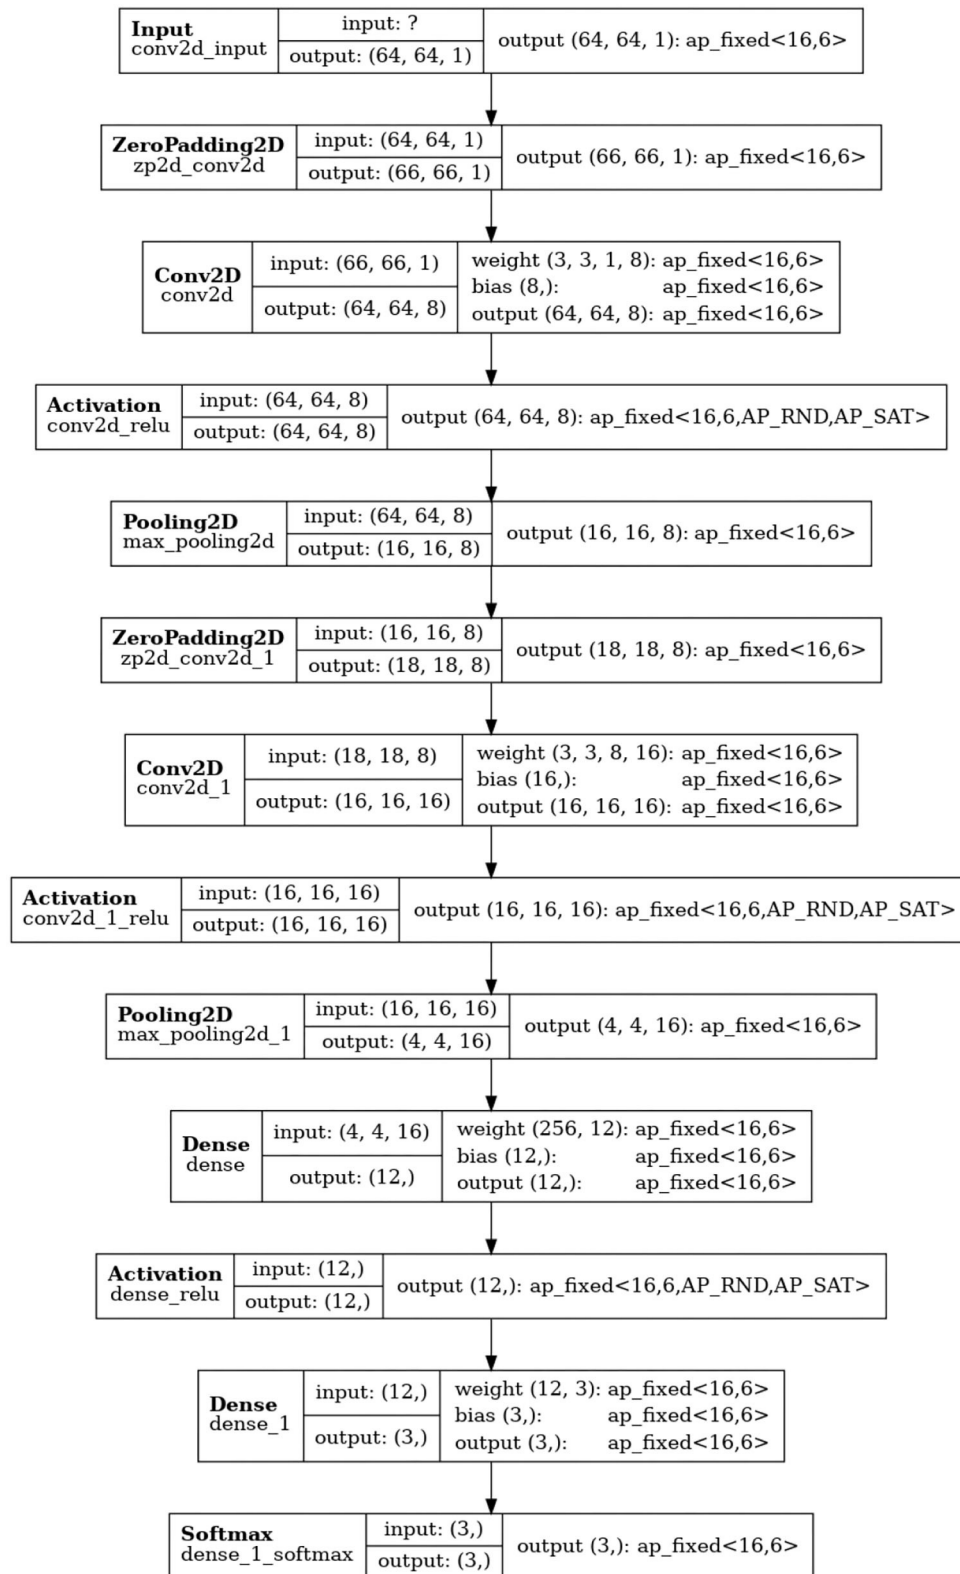 Input
conv2d_input
input: ?
output: (64, 64, 1)
output (64, 64, 1): ap_fixed<16,6>
ZeroPadding2D
zp2d_conv2d
input: (64, 64, 1)
output: (66, 66, 1)
output (66, 66, 1): ap_fixed<16,6>
Conv2D
conv2d
input: (66, 66, 1)
output: (64, 64, 8)
weight (3, 3, 1, 8): ap_fixed<16,6>
bias (8,): ap_fixed<16,6>
output (64, 64, 8): ap_fixed<16,6>
Activation
conv2d_relu
input: (64, 64, 8)
output: (64, 64, 8)
output (64, 64, 8): ap_fixed<16,6,AP_RND,AP_SAT>
Pooling2D
max_pooling2d
input: (64, 64, 8)
output: (16, 16, 8)
output (16, 16, 8): ap_fixed<16,6>
ZeroPadding2D
zp2d_conv2d_1
input: (16, 16, 8)
output: (18, 18, 8)
output (18, 18, 8): ap_fixed<16,6>
Conv2D
conv2d_1
input: (18, 18, 8)
output: (16, 16, 16)
weight (3, 3, 8, 16): ap_fixed<16,6>
bias (16,): ap_fixed<16,6>
output (16, 16, 16): ap_fixed<16,6>
Activation
conv2d_1_relu
input: (16, 16, 16)
output: (16, 16, 16)
output (16, 16, 16): ap_fixed<16,6,AP_RND,AP_SAT>
Pooling2D
max_pooling2d_1
input: (16, 16, 16)
output: (4, 4, 16)
output (4, 4, 16): ap_fixed<16,6>
Dense
dense
input: (4, 4, 16)
output: (12,)
weight (256, 12): ap_fixed<16,6>
bias (12,): ap_fixed<16,6>
output (12,): ap_fixed<16,6>
Activation
dense_relu
input: (12,)
output: (12,)
output (12,): ap_fixed<16,6,AP_RND,AP_SAT>
Dense
dense_1
input: (12,)
output: (3,)
weight (12, 3): ap_fixed<16,6>
bias (3,): ap_fixed<16,6>
output (3,): ap_fixed<16,6>
Softmax
dense_1_softmax
input: (3,)
output: (3,)
output (3,): ap_fixed<16,6>